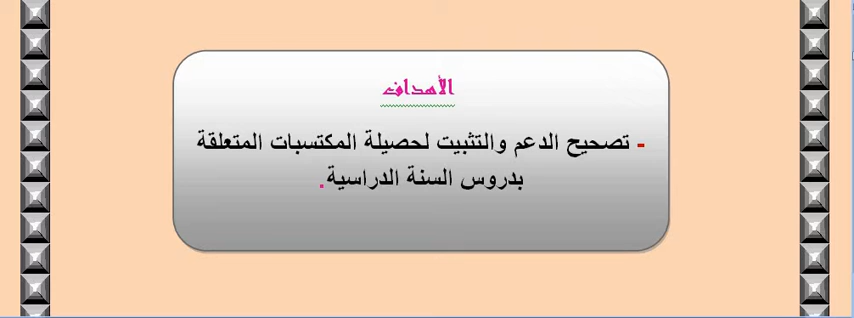 الأهداف
- تصحيح الدعم والتثبيت لحصيلة المكتسبات المتعلقة
بدروس السنة الدراسية.